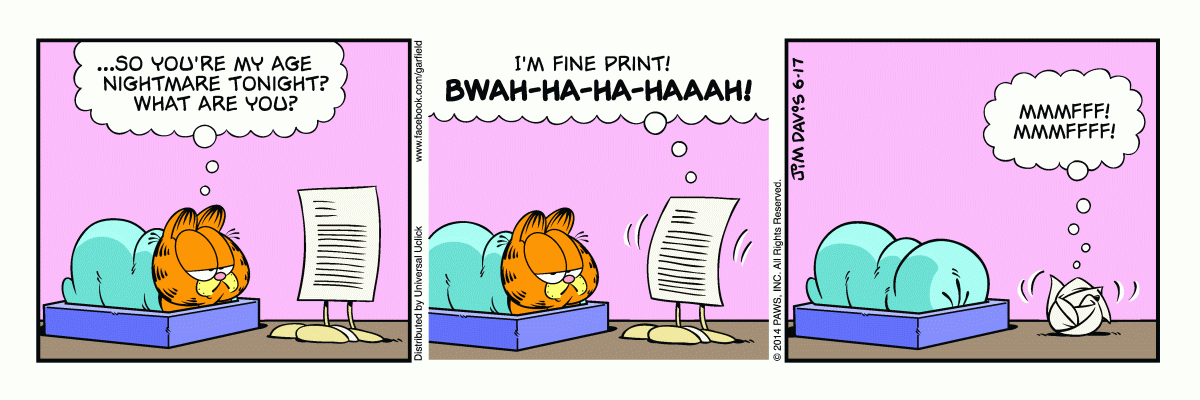 ...SO YOU'RE MY AGE
NIGHTMARE TONIGHT?
WHAT ARE YOU?
www.facebook.com/garfield
Distributed by Universal Uclick
I'M FINE PRINT!
BWAH-HA-HA-HAAAH!
© 2014 PAWS, INC. All Rights Reserved.
JIM DAVIS 6-17
MMMFFF!
MMMFFFF!